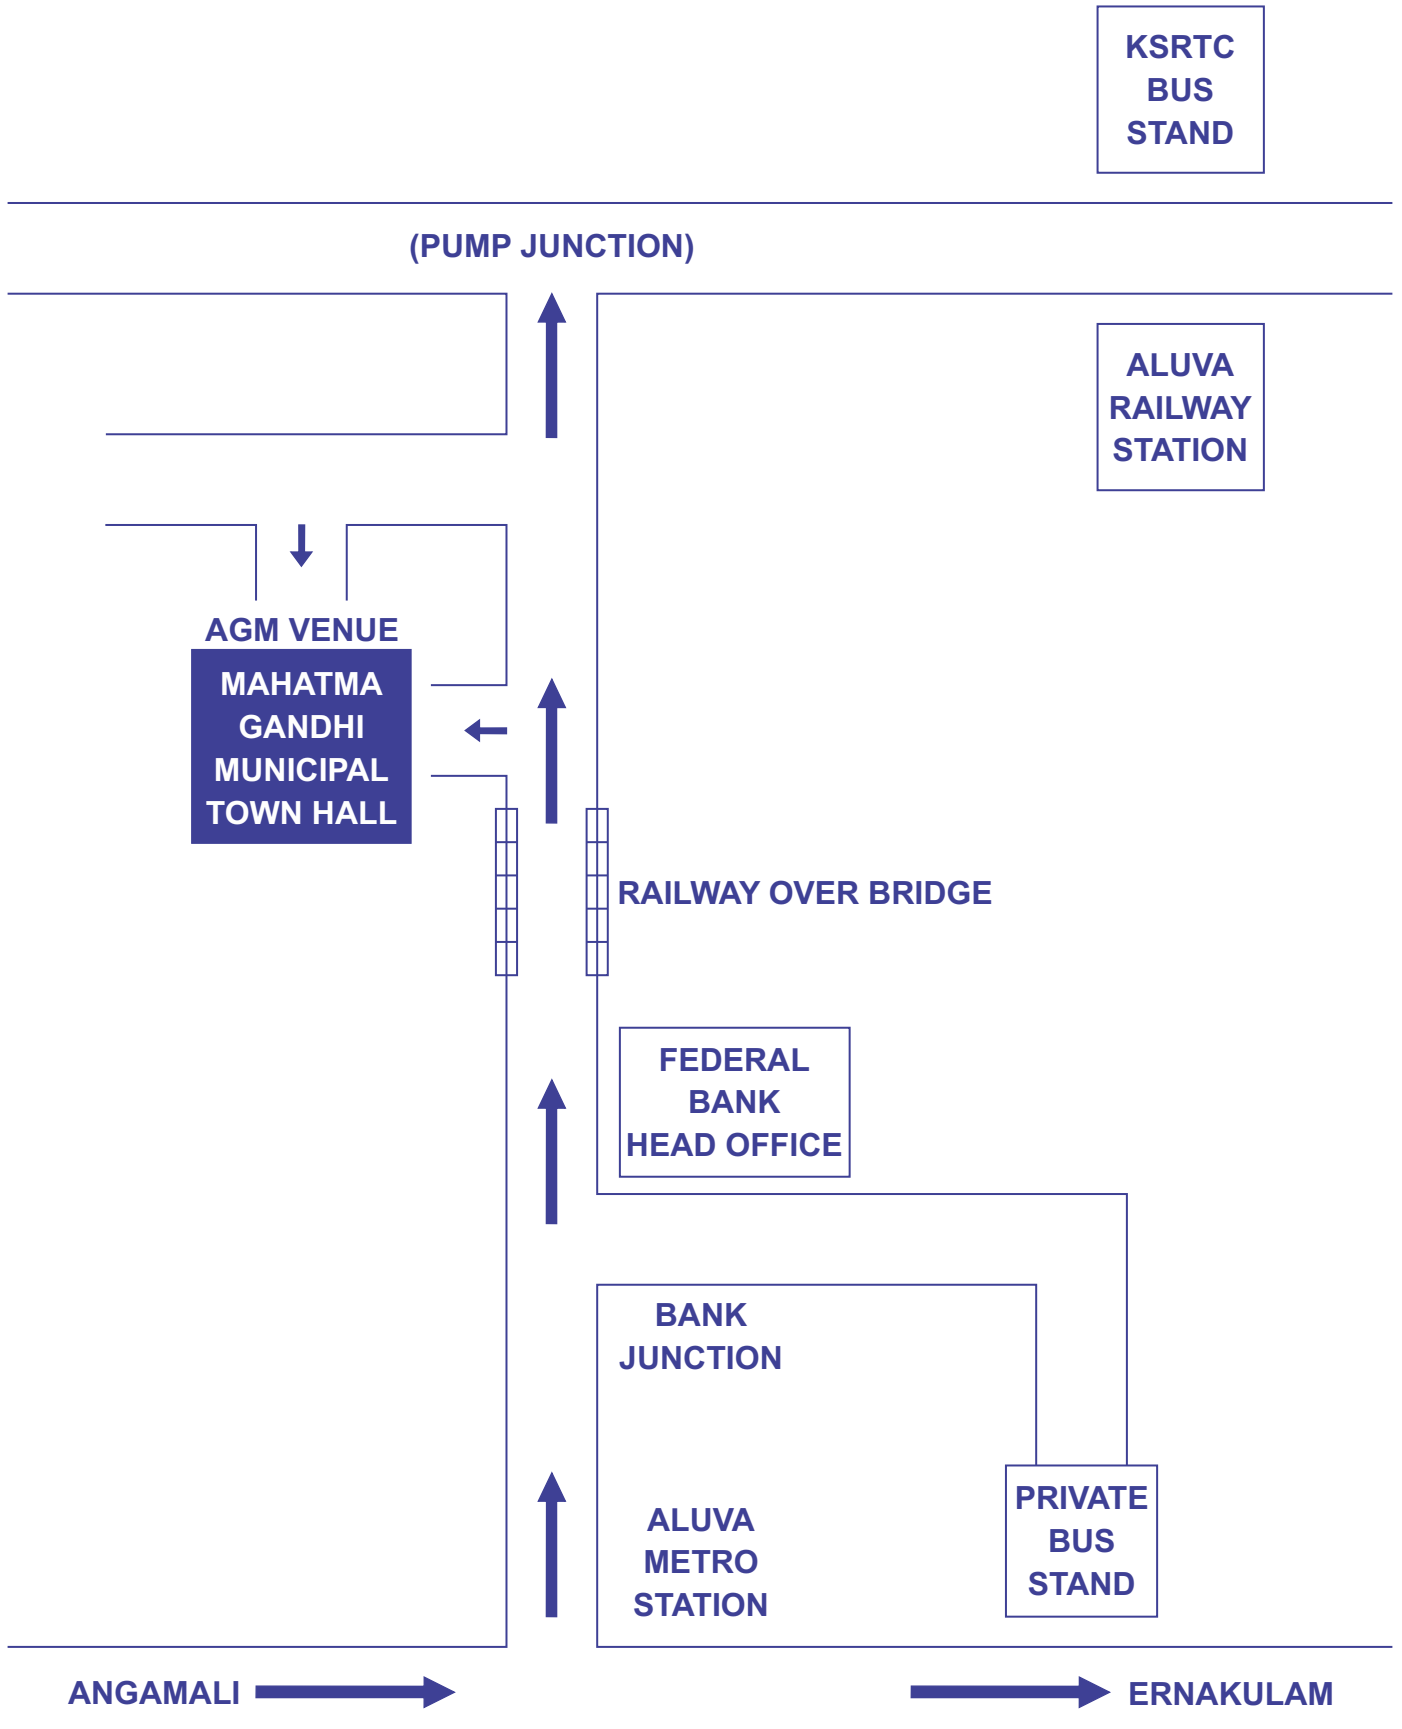 KSRTC
BUS
STAND
(PUMP JUNCTION)
ALUVA
RAILWAY
STATION
AGM VENUE
MAHATMA
GANDHI
MUNICIPAL
TOWN HALL
RAILWAY OVER BRIDGE
FEDERAL
BANK
HEAD OFFICE
BANK
JUNCTION
ALUVA
METRO
STATION
PRIVATE
BUS
STAND
ANGAMALI
ERNAKULAM